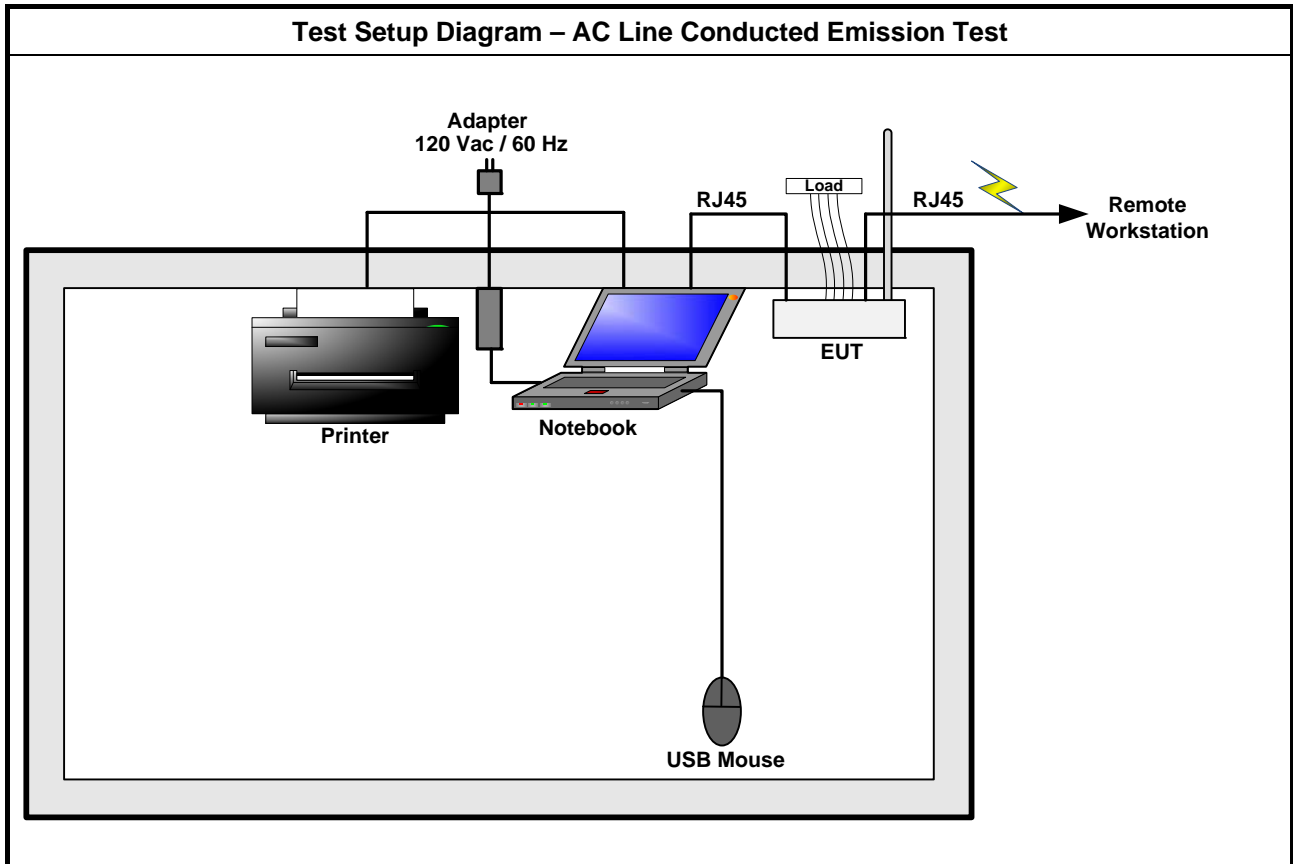 Test Setup Diagram – AC Line Conducted Emission Test
Adapter
120 Vac / 60 Hz
Load
RJ45
RJ45
Remote
Workstation
EUT
Printer
Notebook
USB Mouse